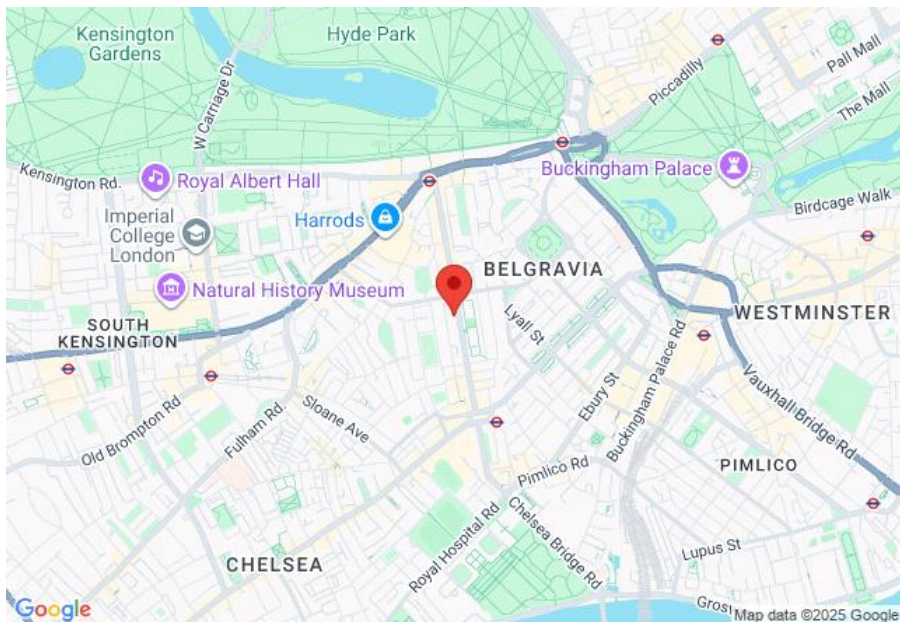 Kensington
Gardens
Hyde Park
W Carriage Dr
Piccadilly
Pall Mall
The Mall
Kensington Rd.
Royal Albert Hall
Buckingham Palace
Birdcage Walk
Imperial
College
London
Harrods
Natural History Museum
BELGRAVIA
SOUTH
KENSINGTON
Lyall St
WESTMINSTER
Buckingham Palace Rd
Ebury St
Vauxhall Bridge Rd
Old Brompton Rd
Fulham Rd.
Sloane Ave
Pimlico Rd
PIMLICO
Royal Hospital Rd
Chelsea Bridge Rd
CHELSEA
Lupus St
Google
Gros
Map data ©2025 Google